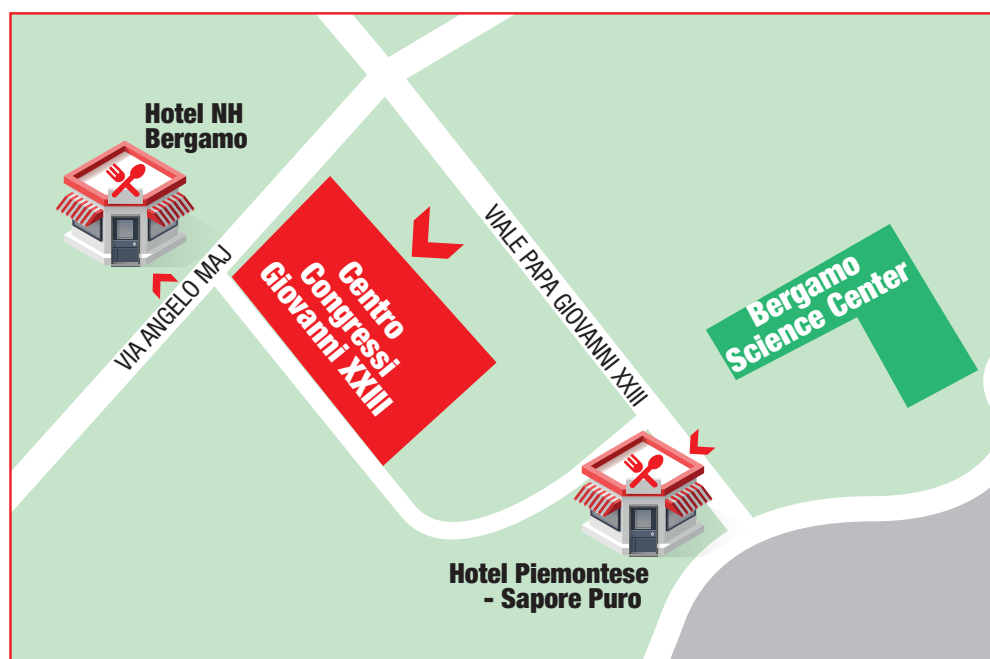 Hotel NH
Bergamo
VIA ANGELO MAJ
Centro
Congressi
Giovanni XXIII
VIALE PAPA GIOVANNI XXIII
Bergamo
Science Center
Hotel Piemontese
- Sapore Puro